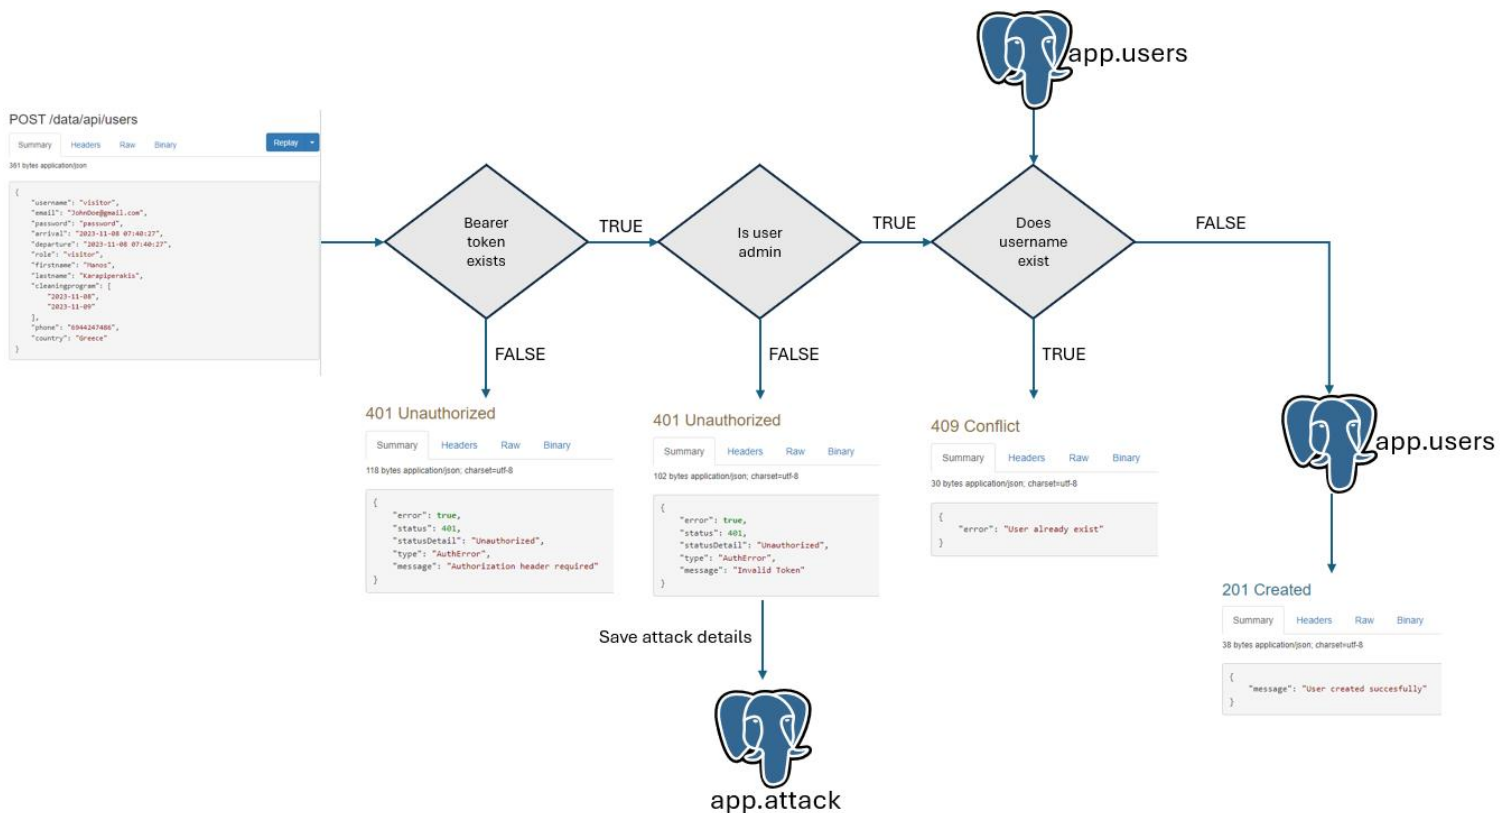 app.users
POST /data/api/users
Summary Headers Raw Binary Replay
381 bytes application/json
{
"username": "visitor",
"email": "JohnDoe@gmail.com",
"password": "password",
"arrival": "2023-11-08 07:40:27",
"departure": "2023-11-08 07:40:27",
"role": "visitor",
"firstname": "Manos",
"lastname": "Karapiperakis",
"cleaningprogram": [
"2023-11-08",
"2023-11-09"
],
"phone": "6944247486",
"country": "Greece"
}
Bearer
token
exists
TRUE
Is user
admin
TRUE
Does
username
exist
FALSE
FALSE
FALSE
TRUE
401 Unauthorized
Summary Headers Raw Binary
118 bytes application/json; charset=utf-8
{
"error": true,
"status": 401,
"statusDetail": "Unauthorized",
"type": "AuthError",
"message": "Authorization header required"
}
401 Unauthorized
Summary Headers Raw Binary
102 bytes application/json; charset=utf-8
{
"error": true,
"status": 401,
"statusDetail": "Unauthorized",
"type": "AuthError",
"message": "Invalid Token"
}
409 Conflict
Summary Headers Raw Binary
30 bytes application/json; charset=utf-8
{
"error": "User already exist"
}
app.users
201 Created
Summary Headers Raw Binary
38 bytes application/json; charset=utf-8
{
"message": "User created succesfully"
}
Save attack details
app.attack